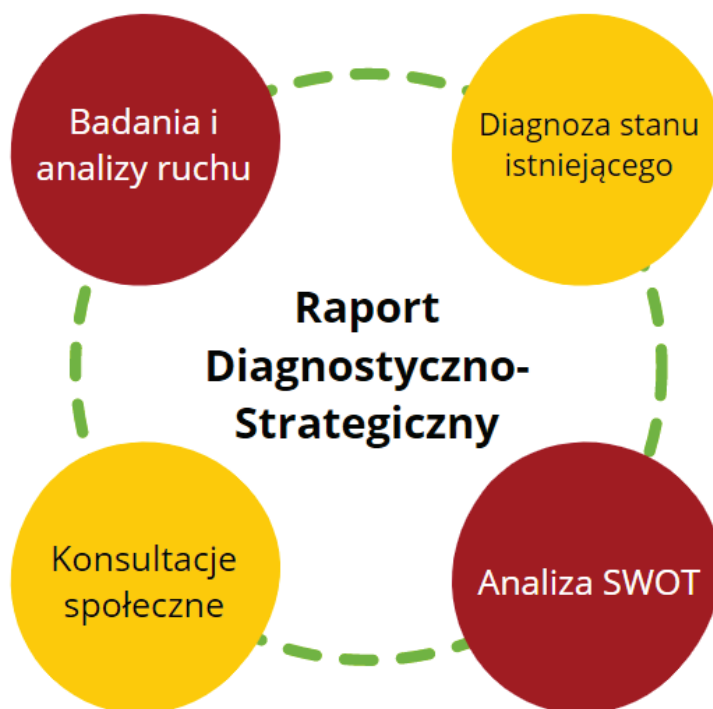 Badania i
analizy ruchu
Diagnoza stanu
istniejącego
Raport
Diagnostyczno-
Strategiczny
Konsultacje
społeczne
Analiza SWOT